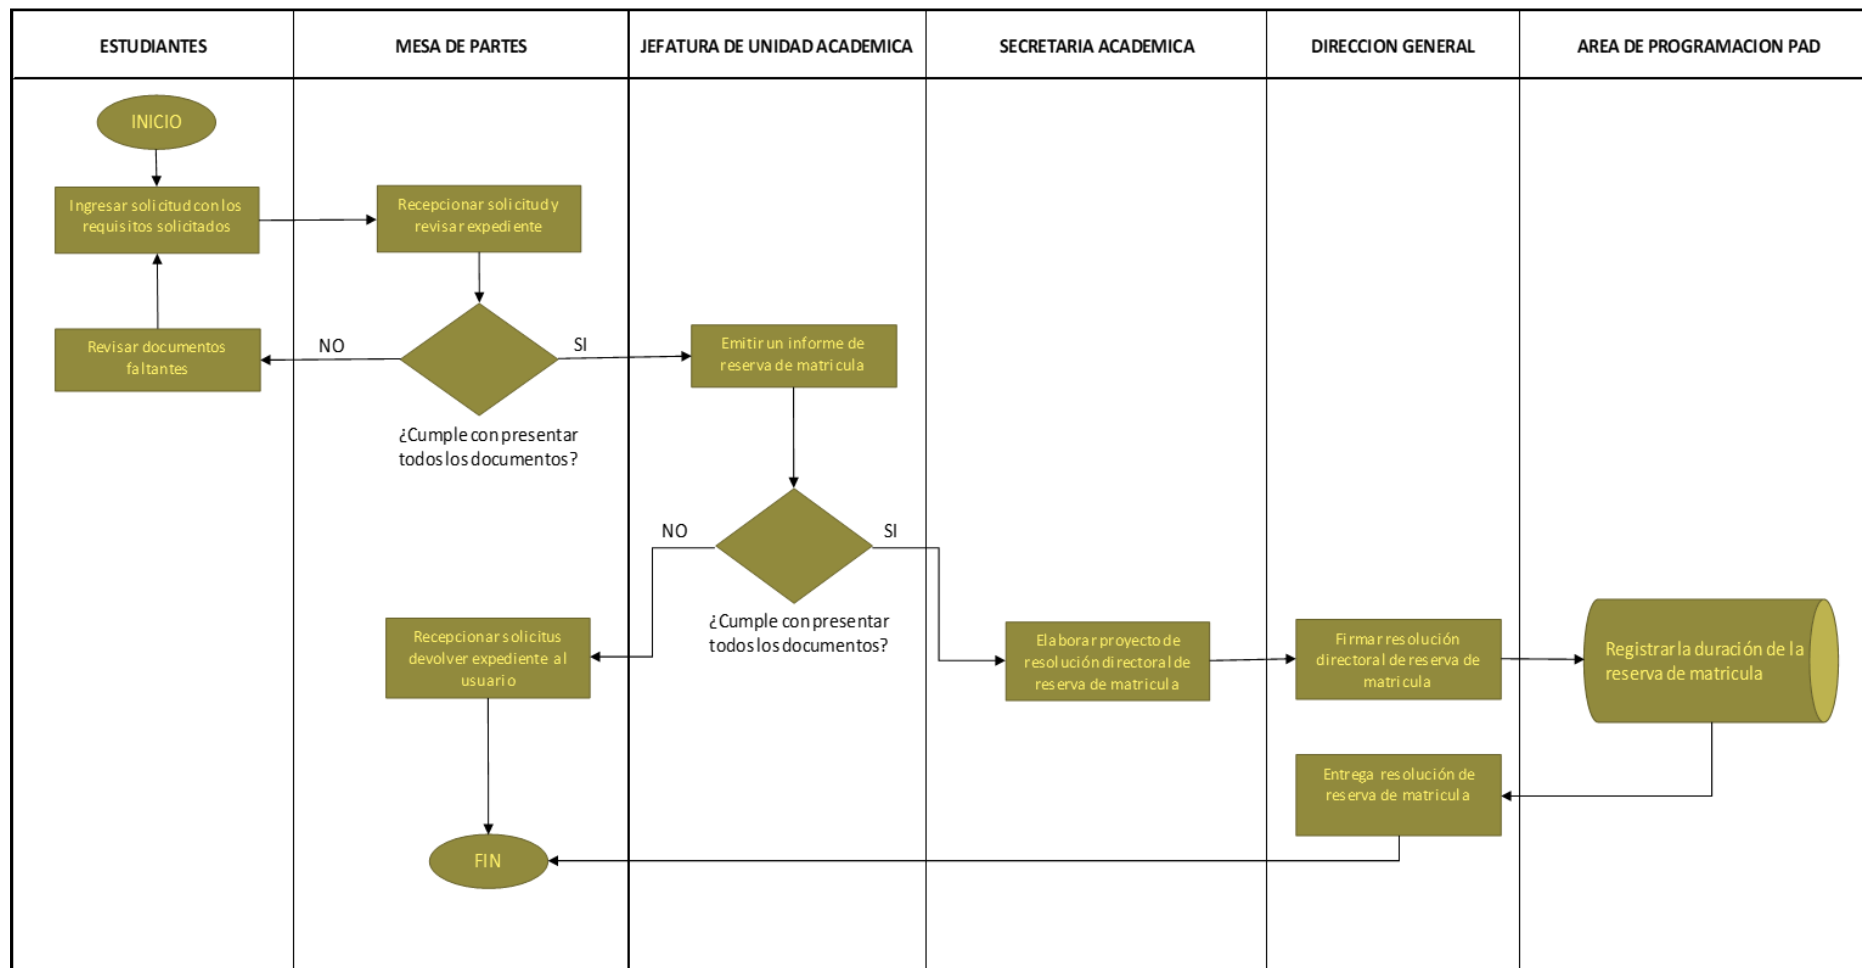 ESTUDIANTES
MESA DE PARTES
JEFATURA DE UNIDAD ACADEMICA
SECRETARIA ACADEMICA
DIRECCION GENERAL
AREA DE PROGRAMACION PAD
INICIO
Ingresar solicitud con los
requisitos solicitados
Recepcionar solicitud y
revisar expediente
Revisar documentos
faltantes
NO
SI
Emitir un informe de
reserva de matricula
¿Cumple con presentar
todos los documentos?
NO
SI
¿Cumple con presentar
todos los documentos?
Recepcionar solicitus
devolver expediente al
usuario
Elaborar proyecto de
resolución directoral de
reserva de matricula
Firmar resolución
directoral de reserva de
matricula
Registrar la duración de la
reserva de matricula
Entrega resolución de
reserva de matricula
FIN